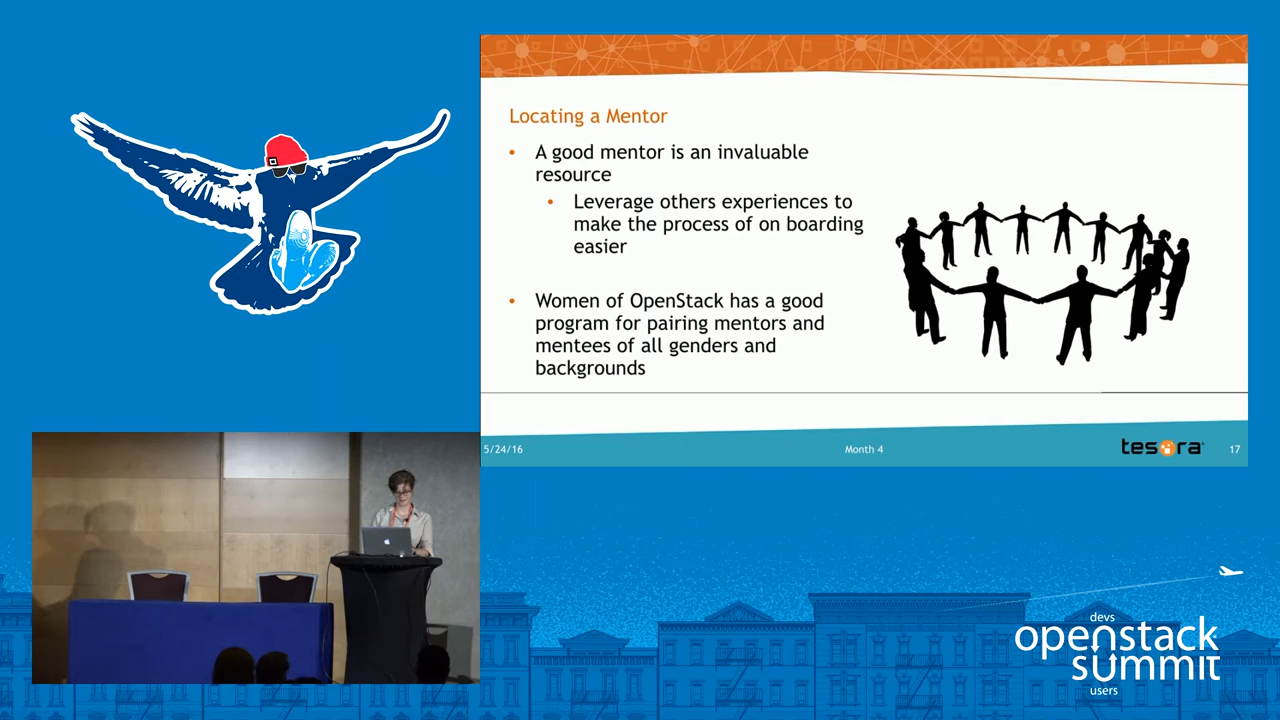 Locating a Mentor
• A good mentor is an invaluable
resource
• Leverage others experiences to
make the process of on boarding
easier
• Women of OpenStack has a good
program for pairing mentors and
mentees of all genders and
backgrounds
5/24/16
Month 4
tesora
17
devs
openstack
summit
users